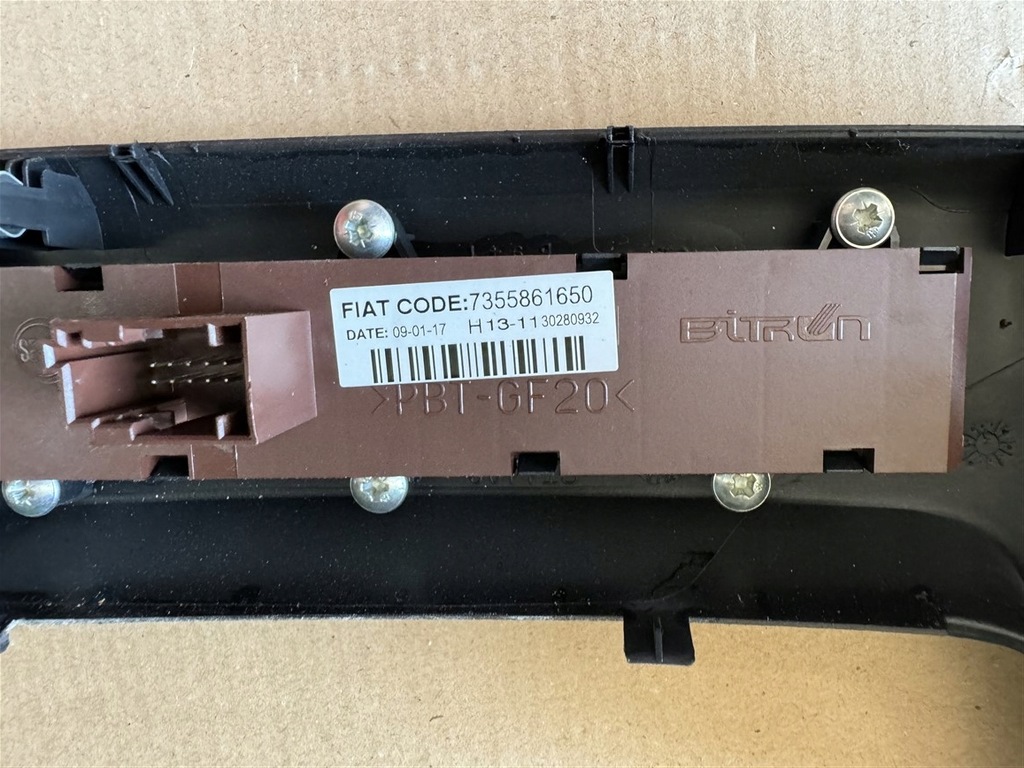 FIAT CODE:7355861650
DATE: 09-01-17 H13-11 30280932
BiTRON
>PBT-GF20<